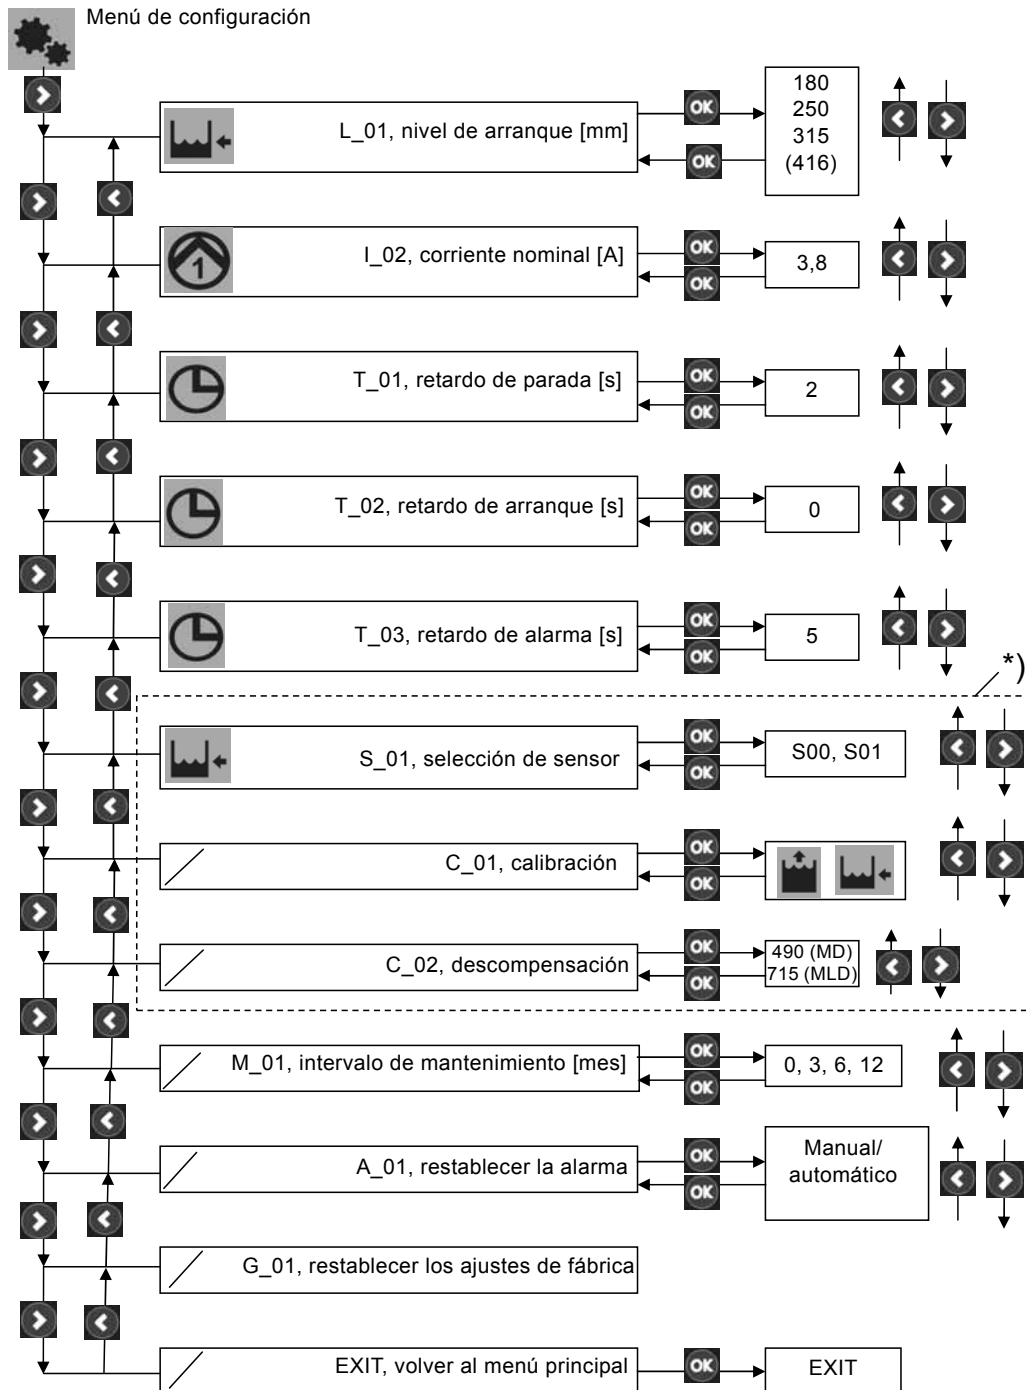 Menú de configuración
L_01, nivel de arranque [mm]
OK
OK
180
250
315
(416)
1
I_02, corriente nominal [A]
OK
OK
3,8
T_01, retardo de parada [s]
OK
OK
2
T_02, retardo de arranque [s]
OK
OK
0
T_03, retardo de alarma [s]
OK
OK
5
*)
S_01, selección de sensor
OK
OK
S00, S01
C_01, calibración
OK
OK
C_02, descompensación
OK
OK
490 (MD)
715 (MLD)
M_01, intervalo de mantenimiento [mes]
OK
OK
0, 3, 6, 12
A_01, restablecer la alarma
OK
OK
Manual/
automático
G_01, restablecer los ajustes de fábrica
EXIT, volver al menú principal
OK
EXIT